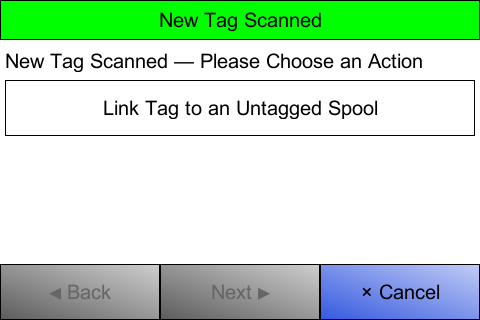 New Tag Scanned
New Tag Scanned — Please Choose an Action
Link Tag to an Untagged Spool
◀ Back
Next ▶
× Cancel